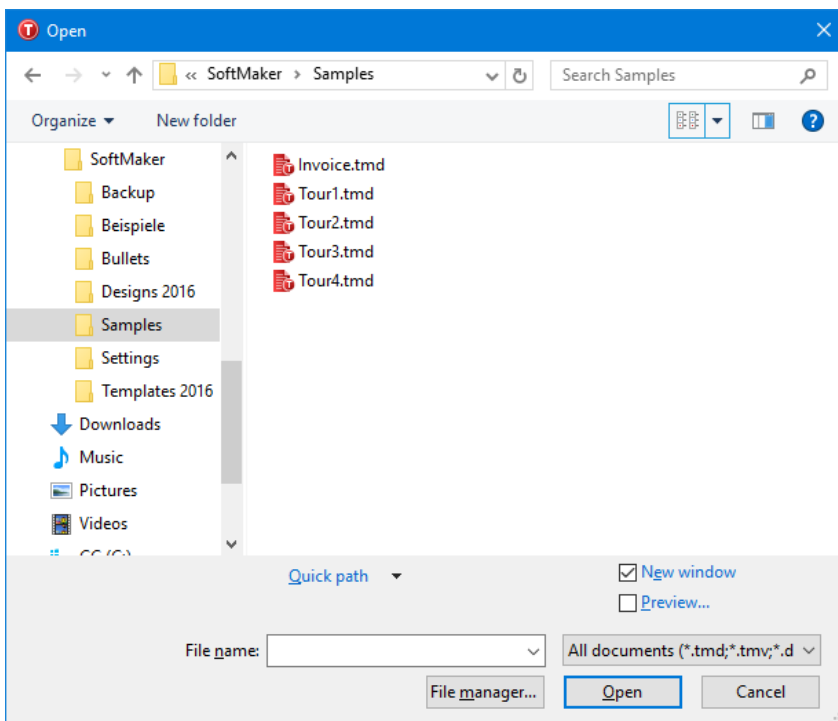 Open
« SoftMaker > Samples
Search Samples
Organize
New folder
SoftMaker
Backup
Beispiele
Bullets
Designs 2016
Samples
Settings
Templates 2016
Downloads
Music
Pictures
Videos
Invoice.tmd
Tour1.tmd
Tour2.tmd
Tour3.tmd
Tour4.tmd
Quick path
New window
Preview...
File name:
All documents (*.tmd;*.tmv;*.d
File manager...
Open
Cancel